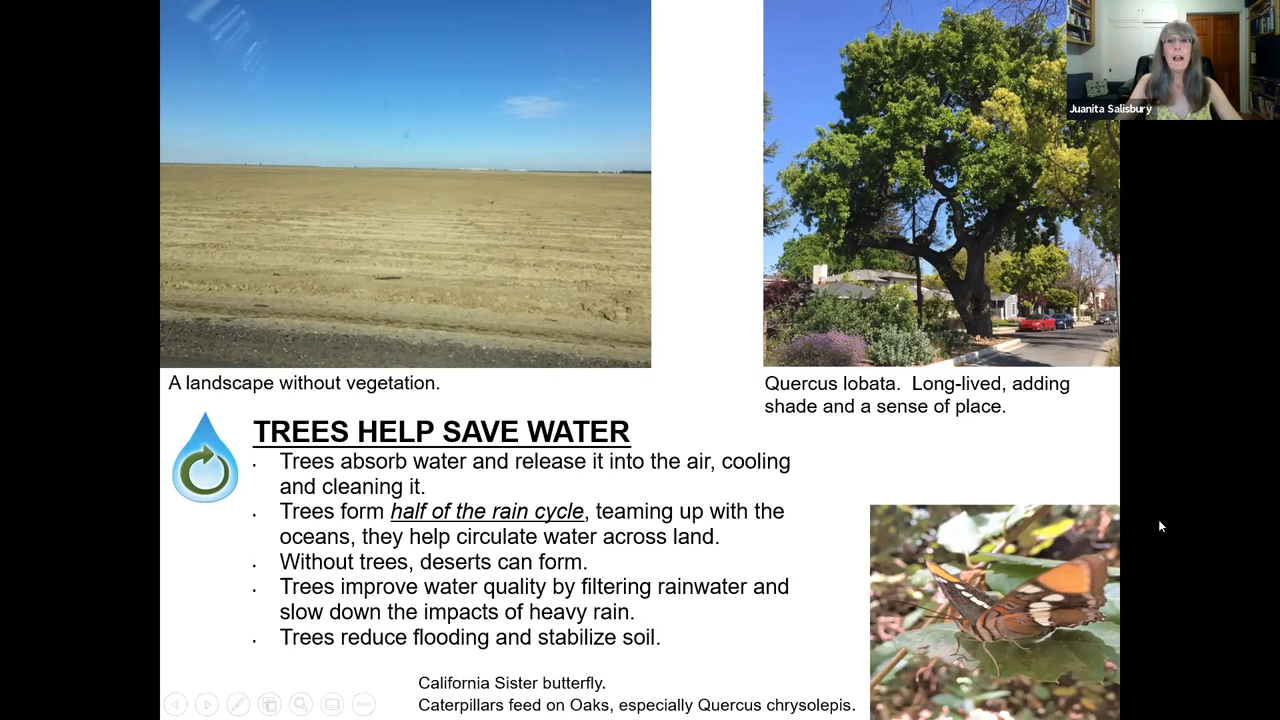 Juanita Salisbury
A landscape without vegetation.
Quercus lobata.  Long-lived, adding
shade and a sense of place.
TREES HELP SAVE WATER
• Trees absorb water and release it into the air, cooling
and cleaning it.
• Trees form half of the rain cycle, teaming up with the
oceans, they help circulate water across land.
• Without trees, deserts can form.
• Trees improve water quality by filtering rainwater and
slow down the impacts of heavy rain.
• Trees reduce flooding and stabilize soil.
California Sister butterfly.
Caterpillars feed on Oaks, especially Quercus chrysolepis.